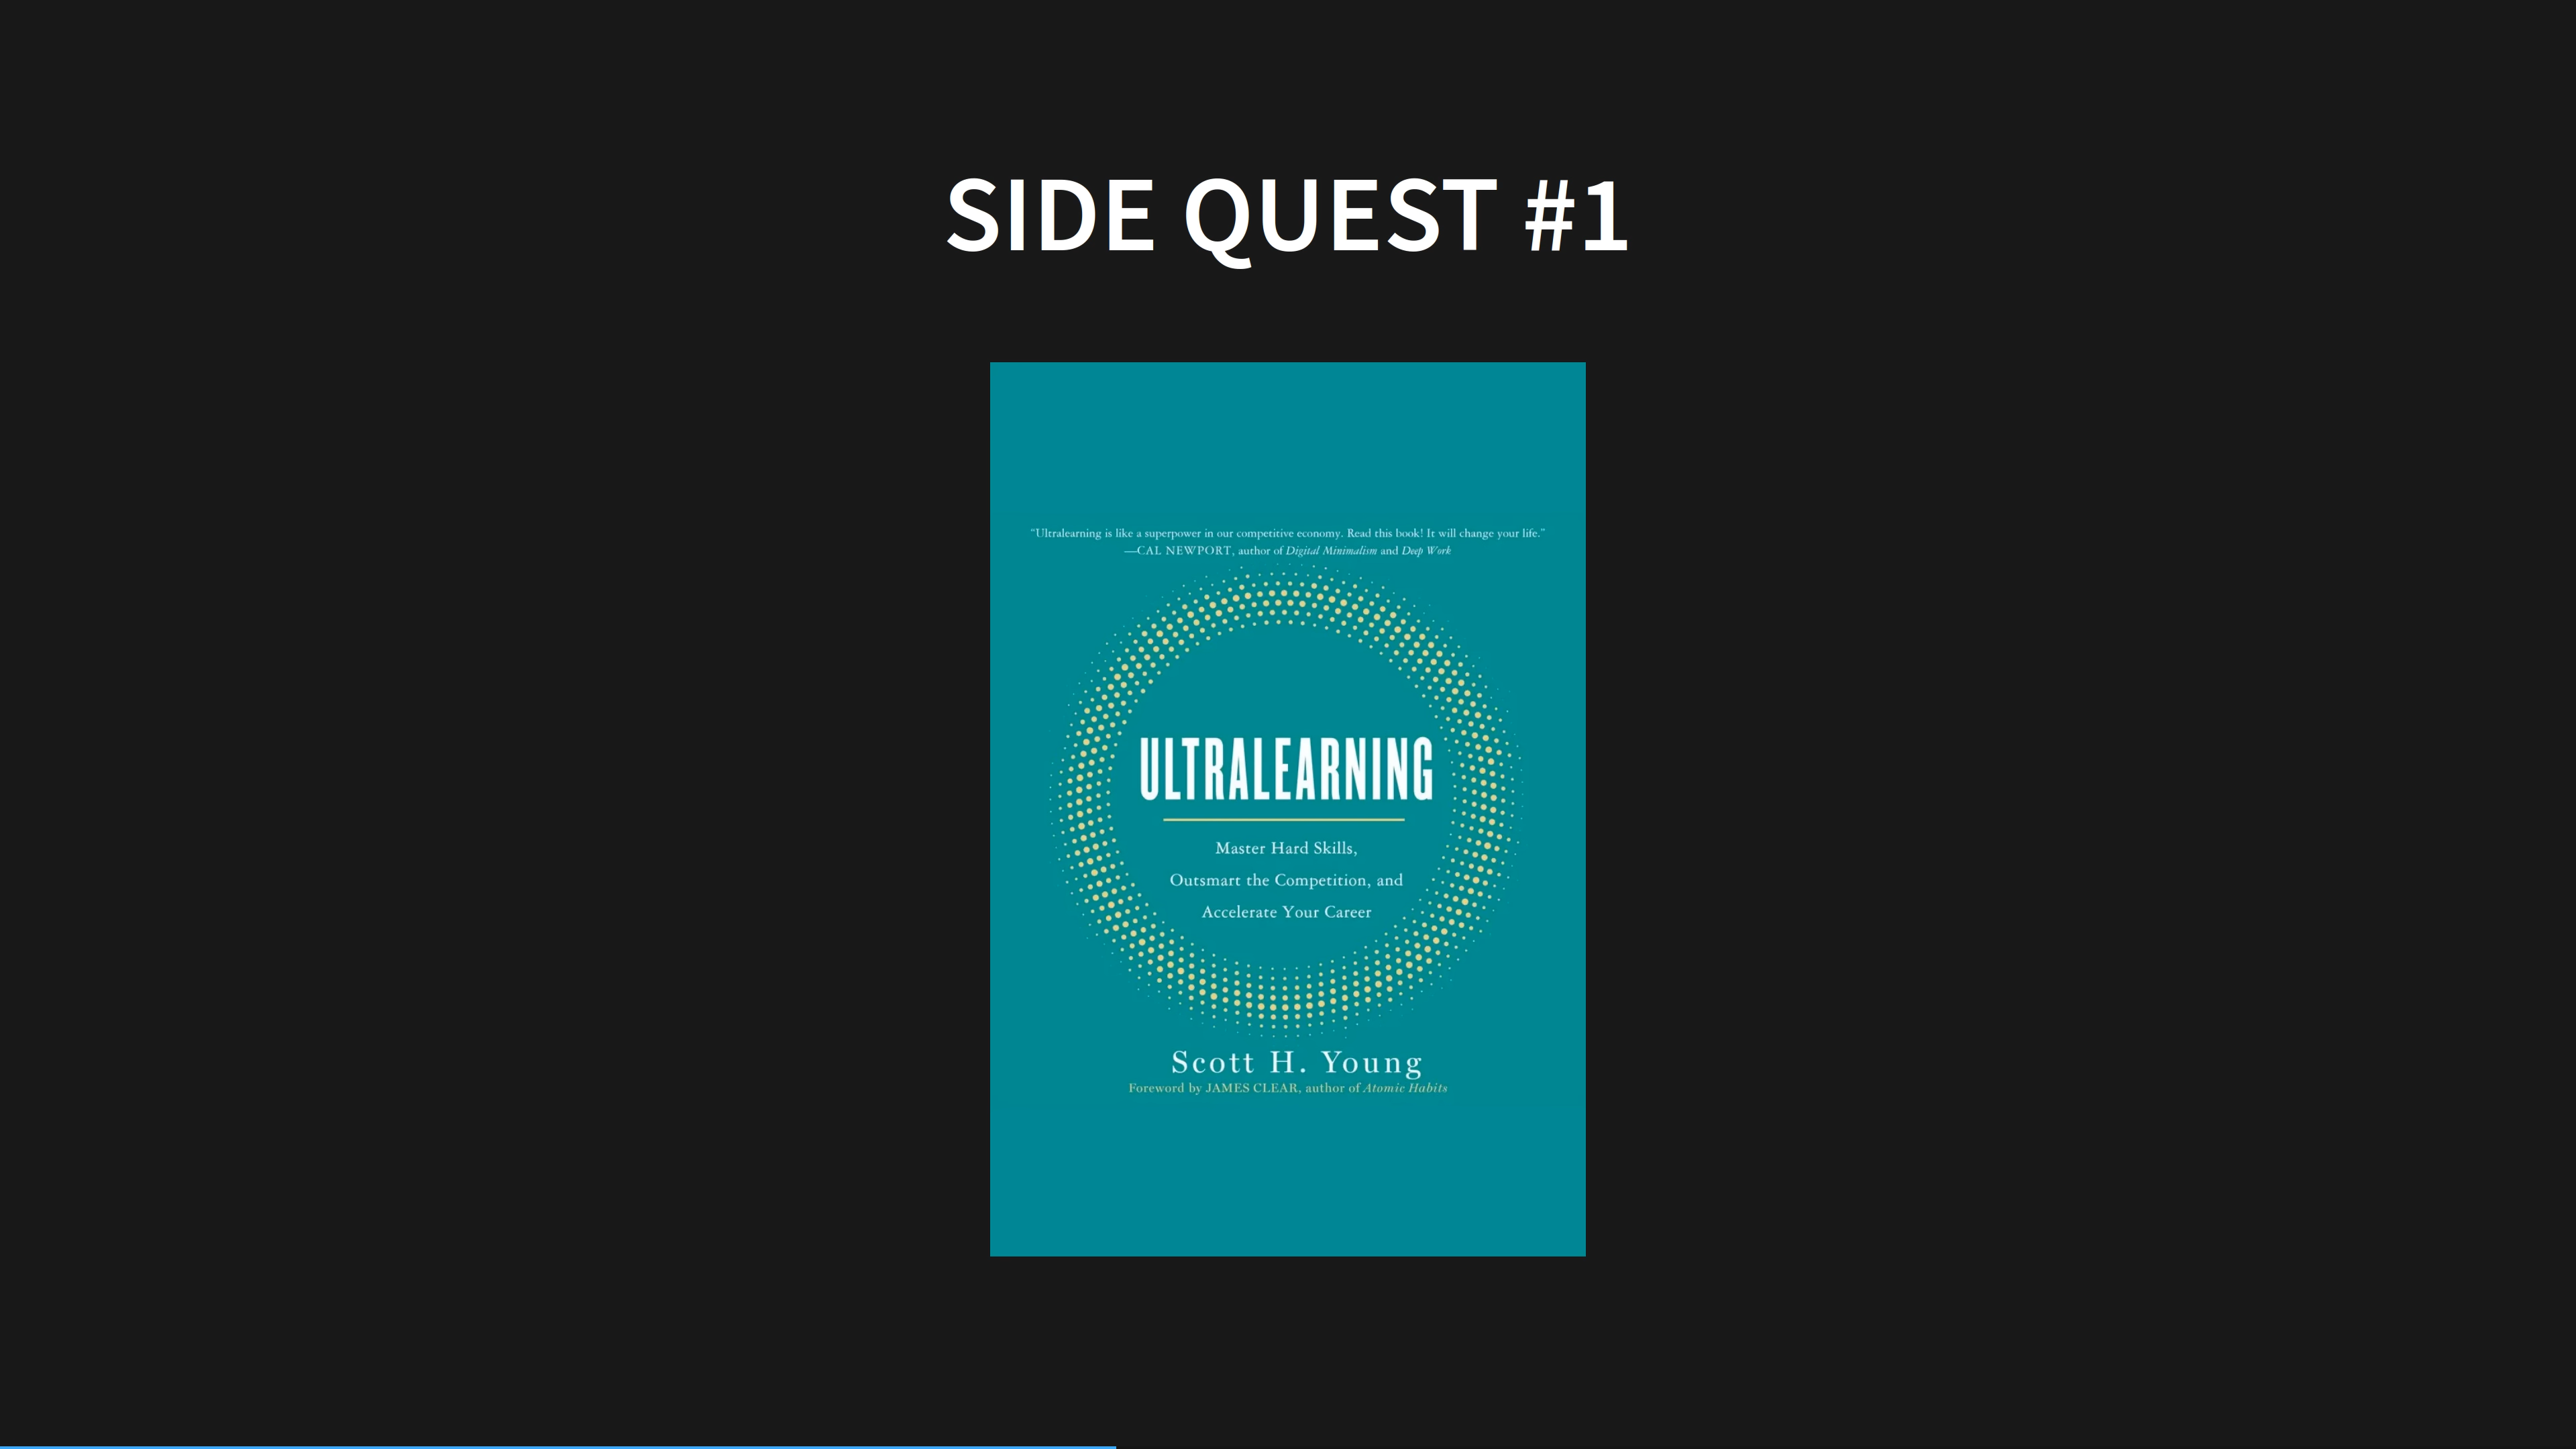 SIDE QUEST #1
“Ultralearning is like a superpower in our competitive economy. Read this book! It will change your life.”
—CAL NEWPORT, author of Digital Minimalism and Deep Work
ULTRALEARNING
Master Hard Skills,
Outsmart the Competition, and
Accelerate Your Career
Scott H. Young
Foreword by JAMES CLEAR, author of Atomic Habits